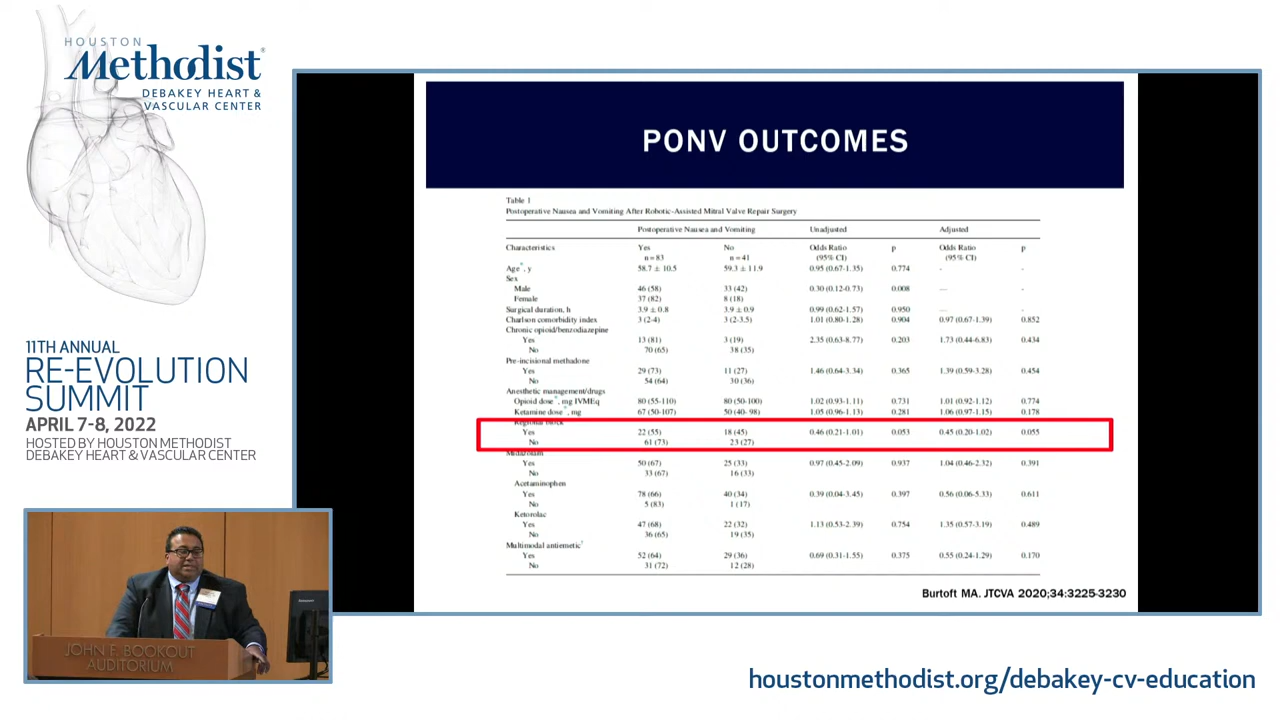 HOUSTON
Methodist®
DEBAKEY HEART &
VASCULAR CENTER
11TH ANNUAL
RE-EVOLUTION
SUMMIT
APRIL 7-8, 2022
HOSTED BY HOUSTON METHODIST
DEBAKEY HEART & VASCULAR CENTER
PONV OUTCOMES
Table 1
Postoperative Nausea and Vomiting After Robotic-Assisted Mitral Valve Repair Surgery
Postoperative Nausea and Vomiting Unadjusted Adjusted
Characteristics Yes No Odds Ratio p Odds Ratio p
n = 83 n = 41 (95% CI) (95% CI)
Age*, y 58.7 ± 10.5 59.3 ± 11.9 0.95 (0.67-1.35) 0.774 - -
Sex
Male 46 (58) 33 (42) 0.30 (0.12-0.73) 0.008 — -
Female 37 (82) 8 (18)
Surgical duration, h 3.9 ± 0.8 3.9 ± 0.9 0.99 (0.62-1.57) 0.950 — -
Charlson comorbidity index 3 (2-4) 3 (2-3.5) 1.01 (0.80-1.28) 0.904 0.97 (0.67-1.39) 0.852
Chronic opioid/benzodiazepine
Yes 13 (81) 3 (19) 2.35 (0.63-8.77) 0.203 1.73 (0.44-6.83) 0.434
No 70 (65) 38 (35)
Pre-incisional methadone
Yes 29 (73) 11 (27) 1.46 (0.64-3.34) 0.365 1.39 (0.59-3.28) 0.454
No 54 (64) 30 (36)
Anesthetic management/drugs
Opioid dose*, mg IVMEq 80 (55-110) 80 (50-100) 1.02 (0.93-1.11) 0.731 1.01 (0.92-1.12) 0.774
Ketamine dose*, mg 67 (50-107) 50 (40-98) 1.05 (0.96-1.13) 0.281 1.06 (0.97-1.15) 0.178
Regional block
Yes 22 (55) 18 (45) 0.46 (0.21-1.01) 0.053 0.45 (0.20-1.02) 0.055
No 61 (73) 23 (27)
Midazolam
Yes 50 (67) 25 (33) 0.97 (0.45-2.09) 0.937 1.04 (0.46-2.32) 0.391
No 33 (67) 16 (33)
Acetaminophen
Yes 78 (66) 40 (34) 0.39 (0.04-3.45) 0.397 0.56 (0.06-5.33) 0.611
No 5 (83) 1 (17)
Ketorolac
Yes 47 (68) 22 (32) 1.13 (0.53-2.39) 0.754 1.35 (0.57-3.19) 0.489
No 36 (65) 19 (35)
Multimodal antiemetic†
Yes 52 (64) 29 (36) 0.69 (0.31-1.55) 0.375 0.55 (0.24-1.29) 0.170
No 31 (72) 12 (28)
Burtoft MA. JTCVA 2020;34:3225-3230
JOHN F. BOOKOUT
AUDITORIUM
houstonmethodist.org/debakey-cv-education